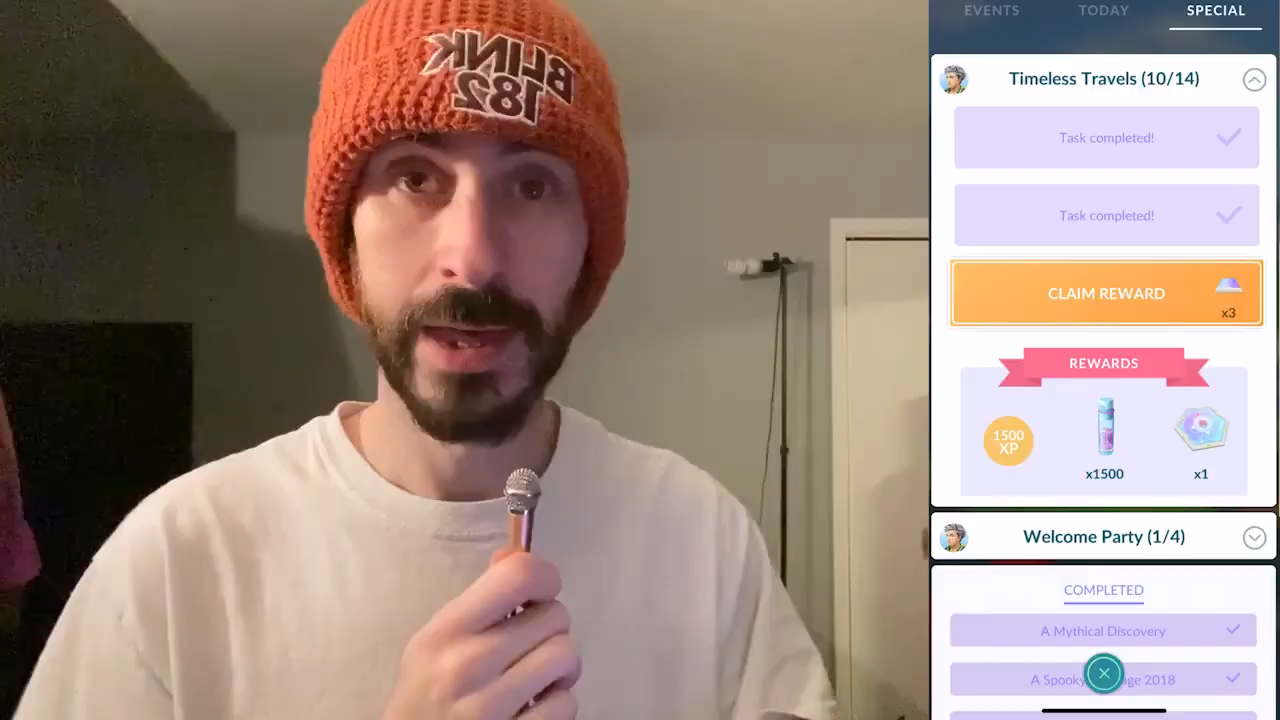 BLINK
182
EVENTS
TODAY
SPECIAL
Timeless Travels (10/14)
Task completed!
Task completed!
CLAIM REWARD
x3
REWARDS
1500
XP
x1500
x1
Welcome Party (1/4)
COMPLETED
A Mythical Discovery
A Spooky
ge 2018